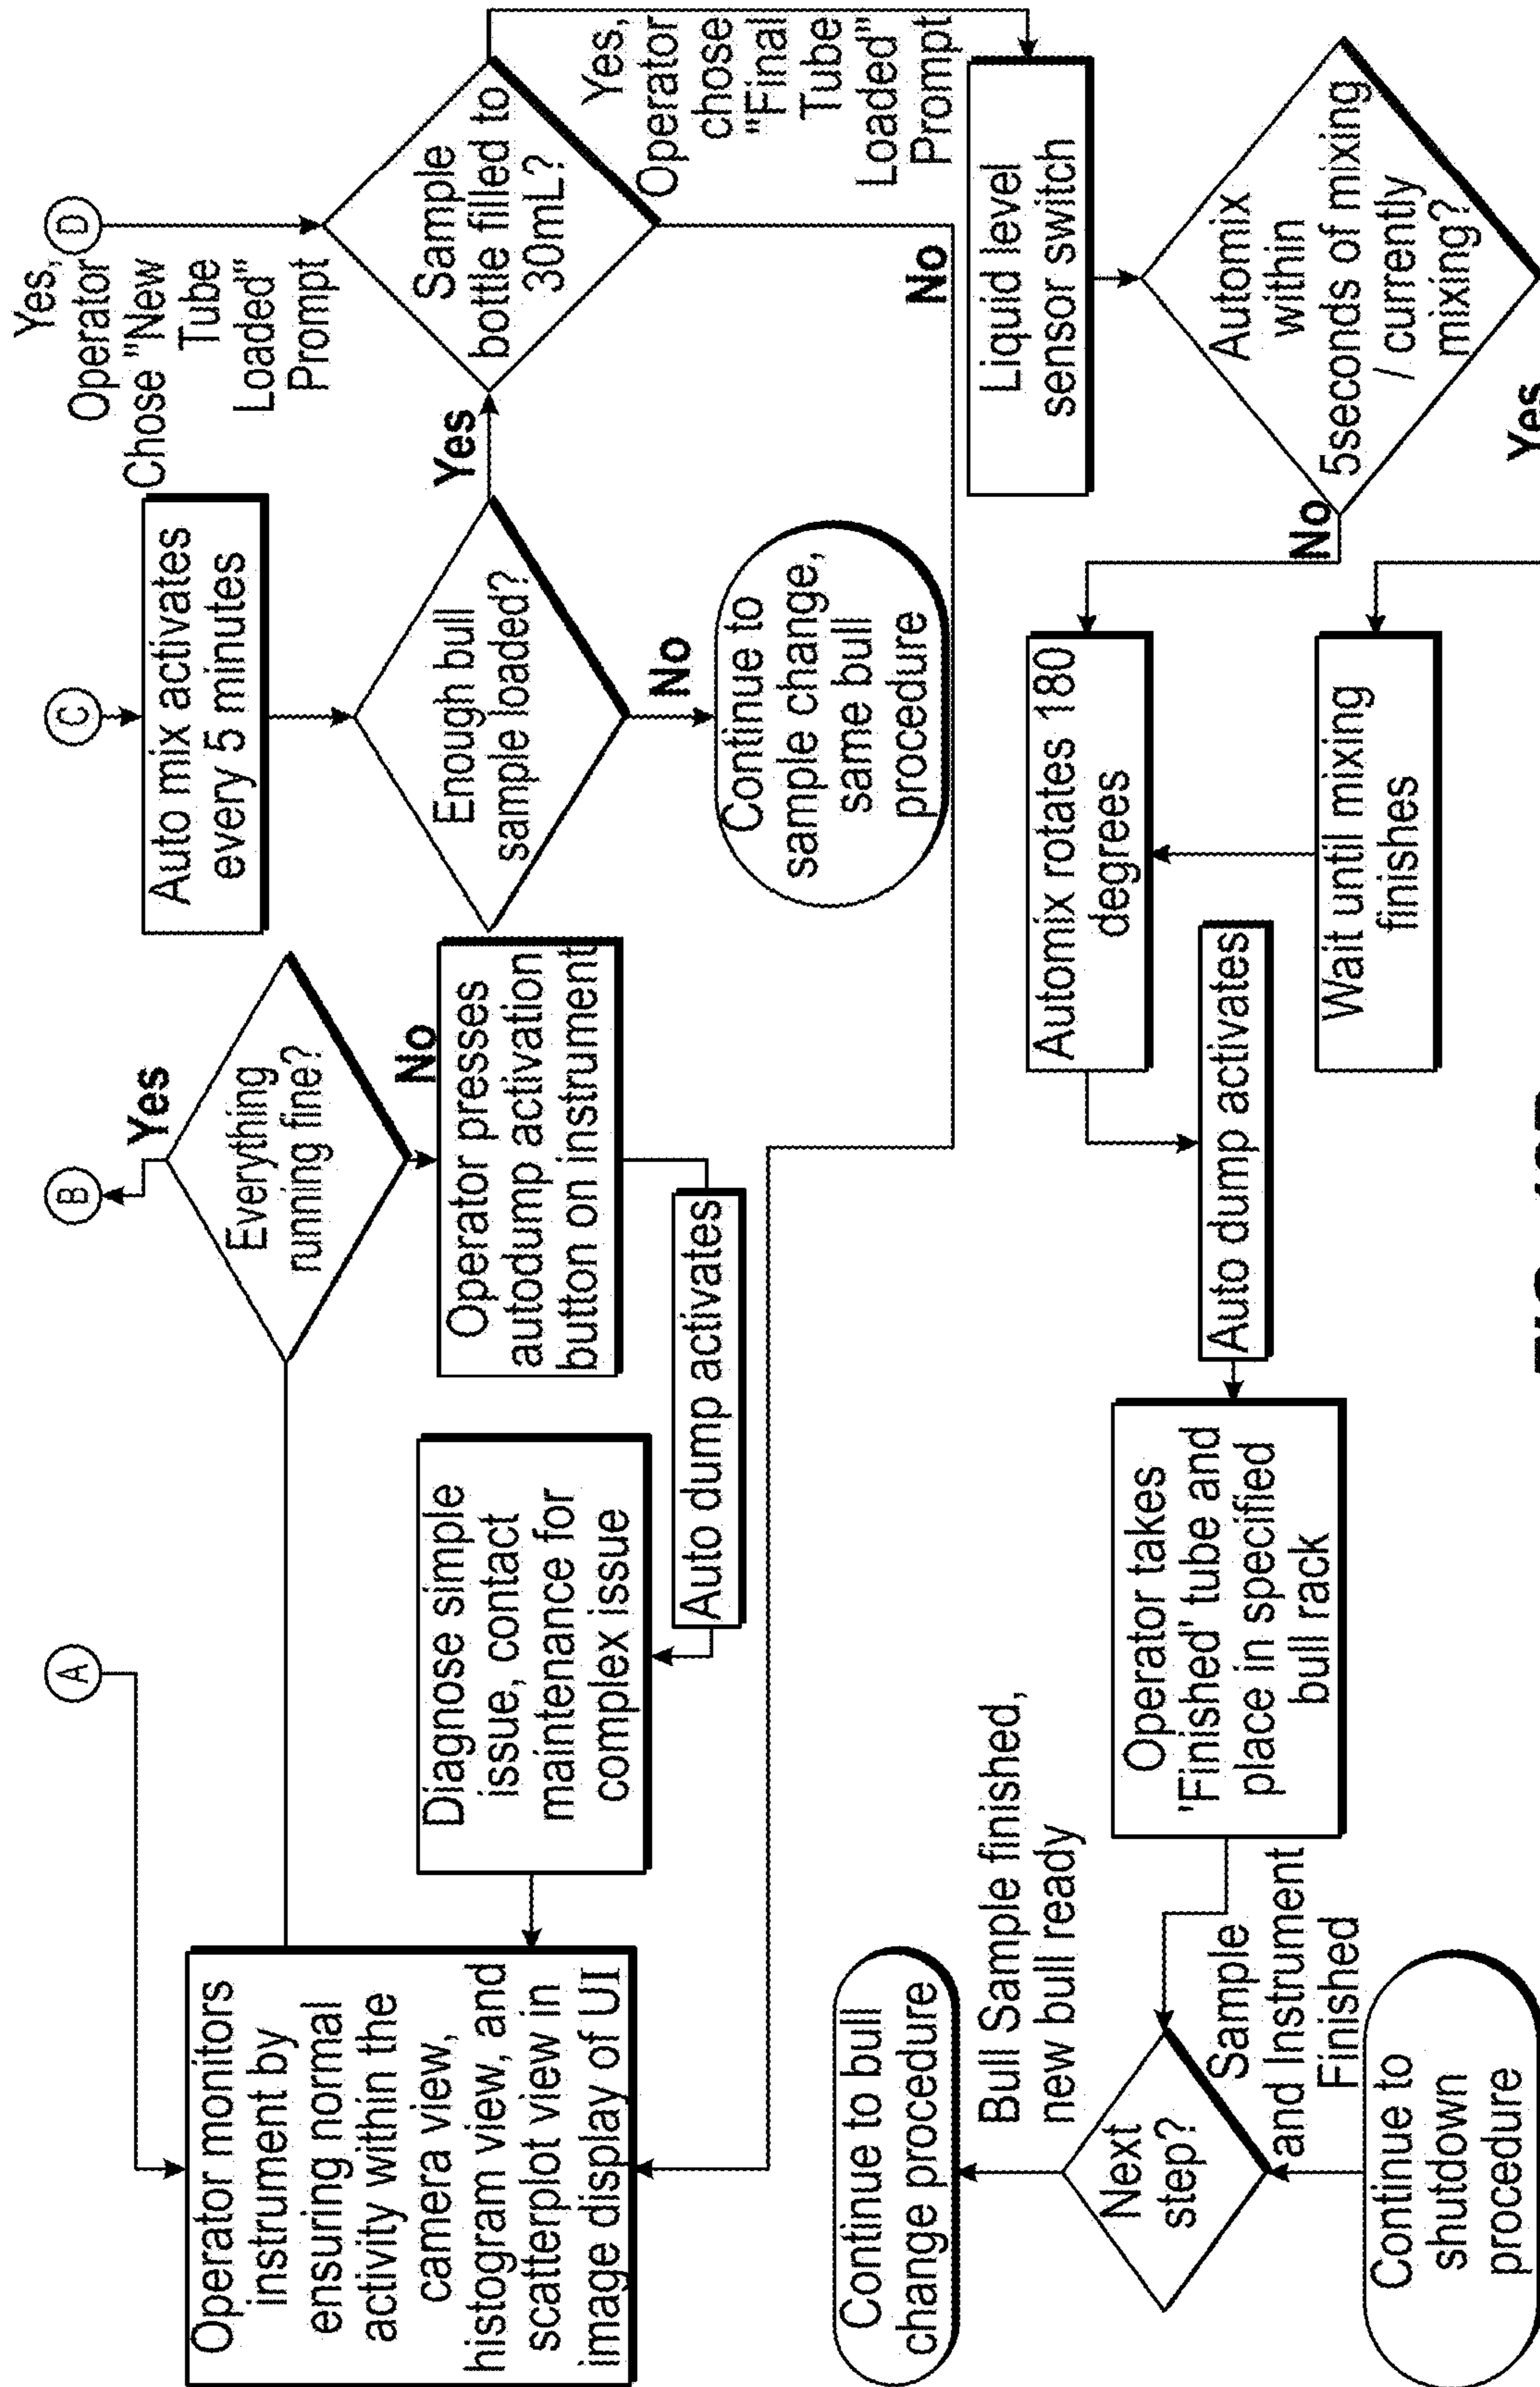 A
B
C
Yes,
D
Operator
Chose "New
Tube
Loaded"
Prompt
Operator monitors
instrument by
ensuring normal
activity within the
camera view,
histogram view, and
scatterplot view in
image display of UI
Everything
running fine?
Yes
No
Auto mix activates
every 5 minutes
Diagnose simple
issue, contact
maintenance for
complex issue
Operator presses
autodump activation
button on instrument
Auto dump activates
Enough bull
sample loaded?
Yes
No
Continue to
sample change,
same bull
procedure
Sample
bottle filled to
30mL?
No
Yes,
Operator
chose
"Final
Tube
Loaded"
Prompt
Continue to bull
change procedure
Bull Sample finished,
new bull ready
Next
step?
Sample
and Instrument
Finished
Continue to
shutdown
procedure
Operator takes
'Finished' tube and
place in specified
bull rack
Auto dump activates
Automix rotates 180
degrees
Wait until mixing
finishes
Liquid level
sensor switch
Automix
within
5seconds of mixing
/ currently
mixing?
No
Yes